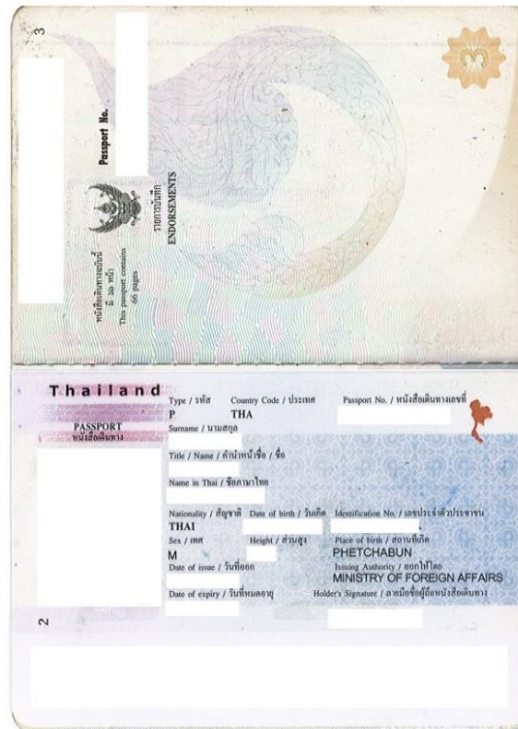 3
Passport No.
หนังสือเดินทางฉบับนี้
มี ๖๖ หน้า
This passport contains
66 pages
รายการบันทึก
ENDORSEMENTS
Thailand
PASSPORT
หนังสือเดินทาง
Type / รหัส Country Code / ประเทศ Passport No. / หนังสือเดินทางเลขที่
P THA
Surname / นามสกุล
Title / Name / คำนำหน้าชื่อ / ชื่อ
Name in Thai / ชื่อภาษาไทย
Nationality / สัญชาติ Date of birth / วันเกิด Identification No. / เลขประจำตัวประชาชน
THAI
Sex / เพศ Height / ส่วนสูง Place of birth / สถานที่เกิด
M PHETCHABUN
Date of issue / วันที่ออก Issuing Authority / ออกให้โดย
MINISTRY OF FOREIGN AFFAIRS
Date of expiry / วันที่หมดอายุ Holder's Signature / ลายมือชื่อผู้ถือหนังสือเดินทาง
2